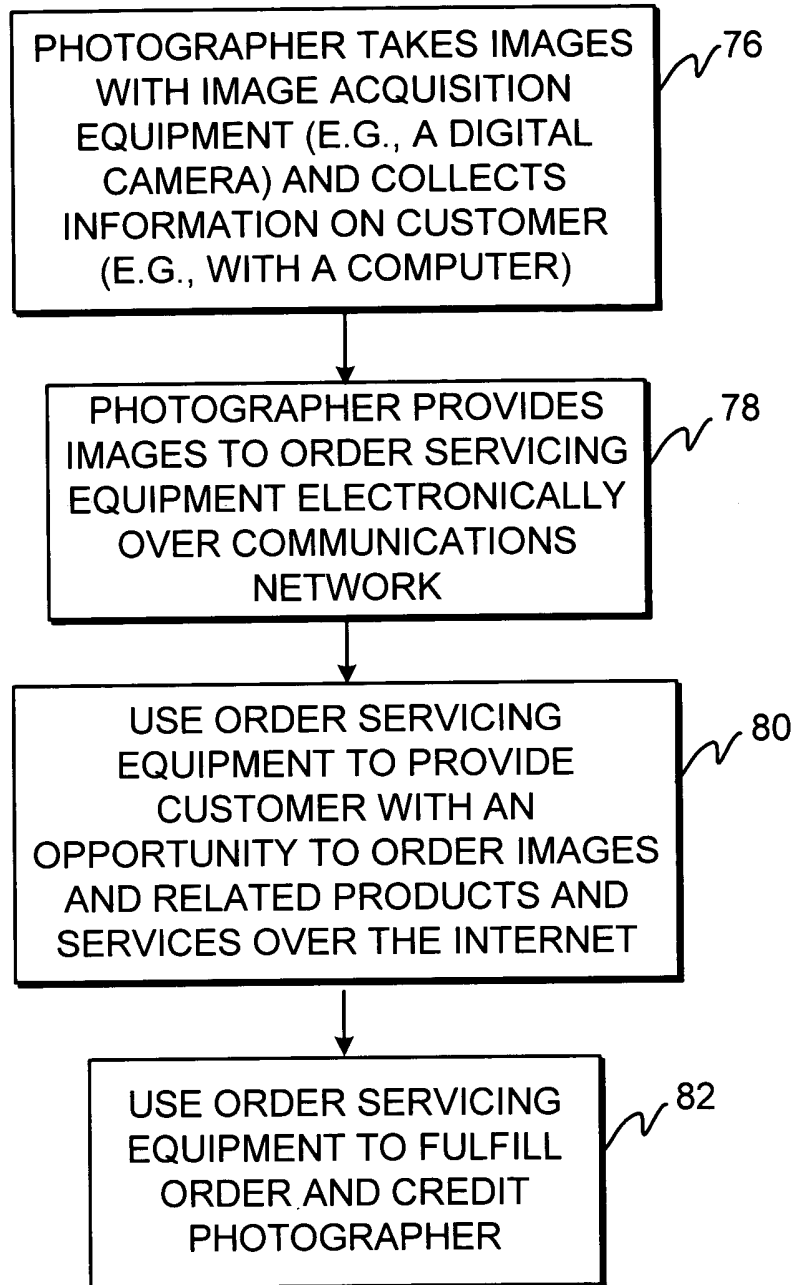 PHOTOGRAPHER TAKES IMAGES
WITH IMAGE ACQUISITION
EQUIPMENT (E.G., A DIGITAL
CAMERA) AND COLLECTS
INFORMATION ON CUSTOMER
(E.G., WITH A COMPUTER)
76
PHOTOGRAPHER PROVIDES
IMAGES TO ORDER SERVICING
EQUIPMENT ELECTRONICALLY
OVER COMMUNICATIONS
NETWORK
78
USE ORDER SERVICING
EQUIPMENT TO PROVIDE
CUSTOMER WITH AN
OPPORTUNITY TO ORDER IMAGES
AND RELATED PRODUCTS AND
SERVICES OVER THE INTERNET
80
USE ORDER SERVICING
EQUIPMENT TO FULFILL
ORDER AND CREDIT
PHOTOGRAPHER
82